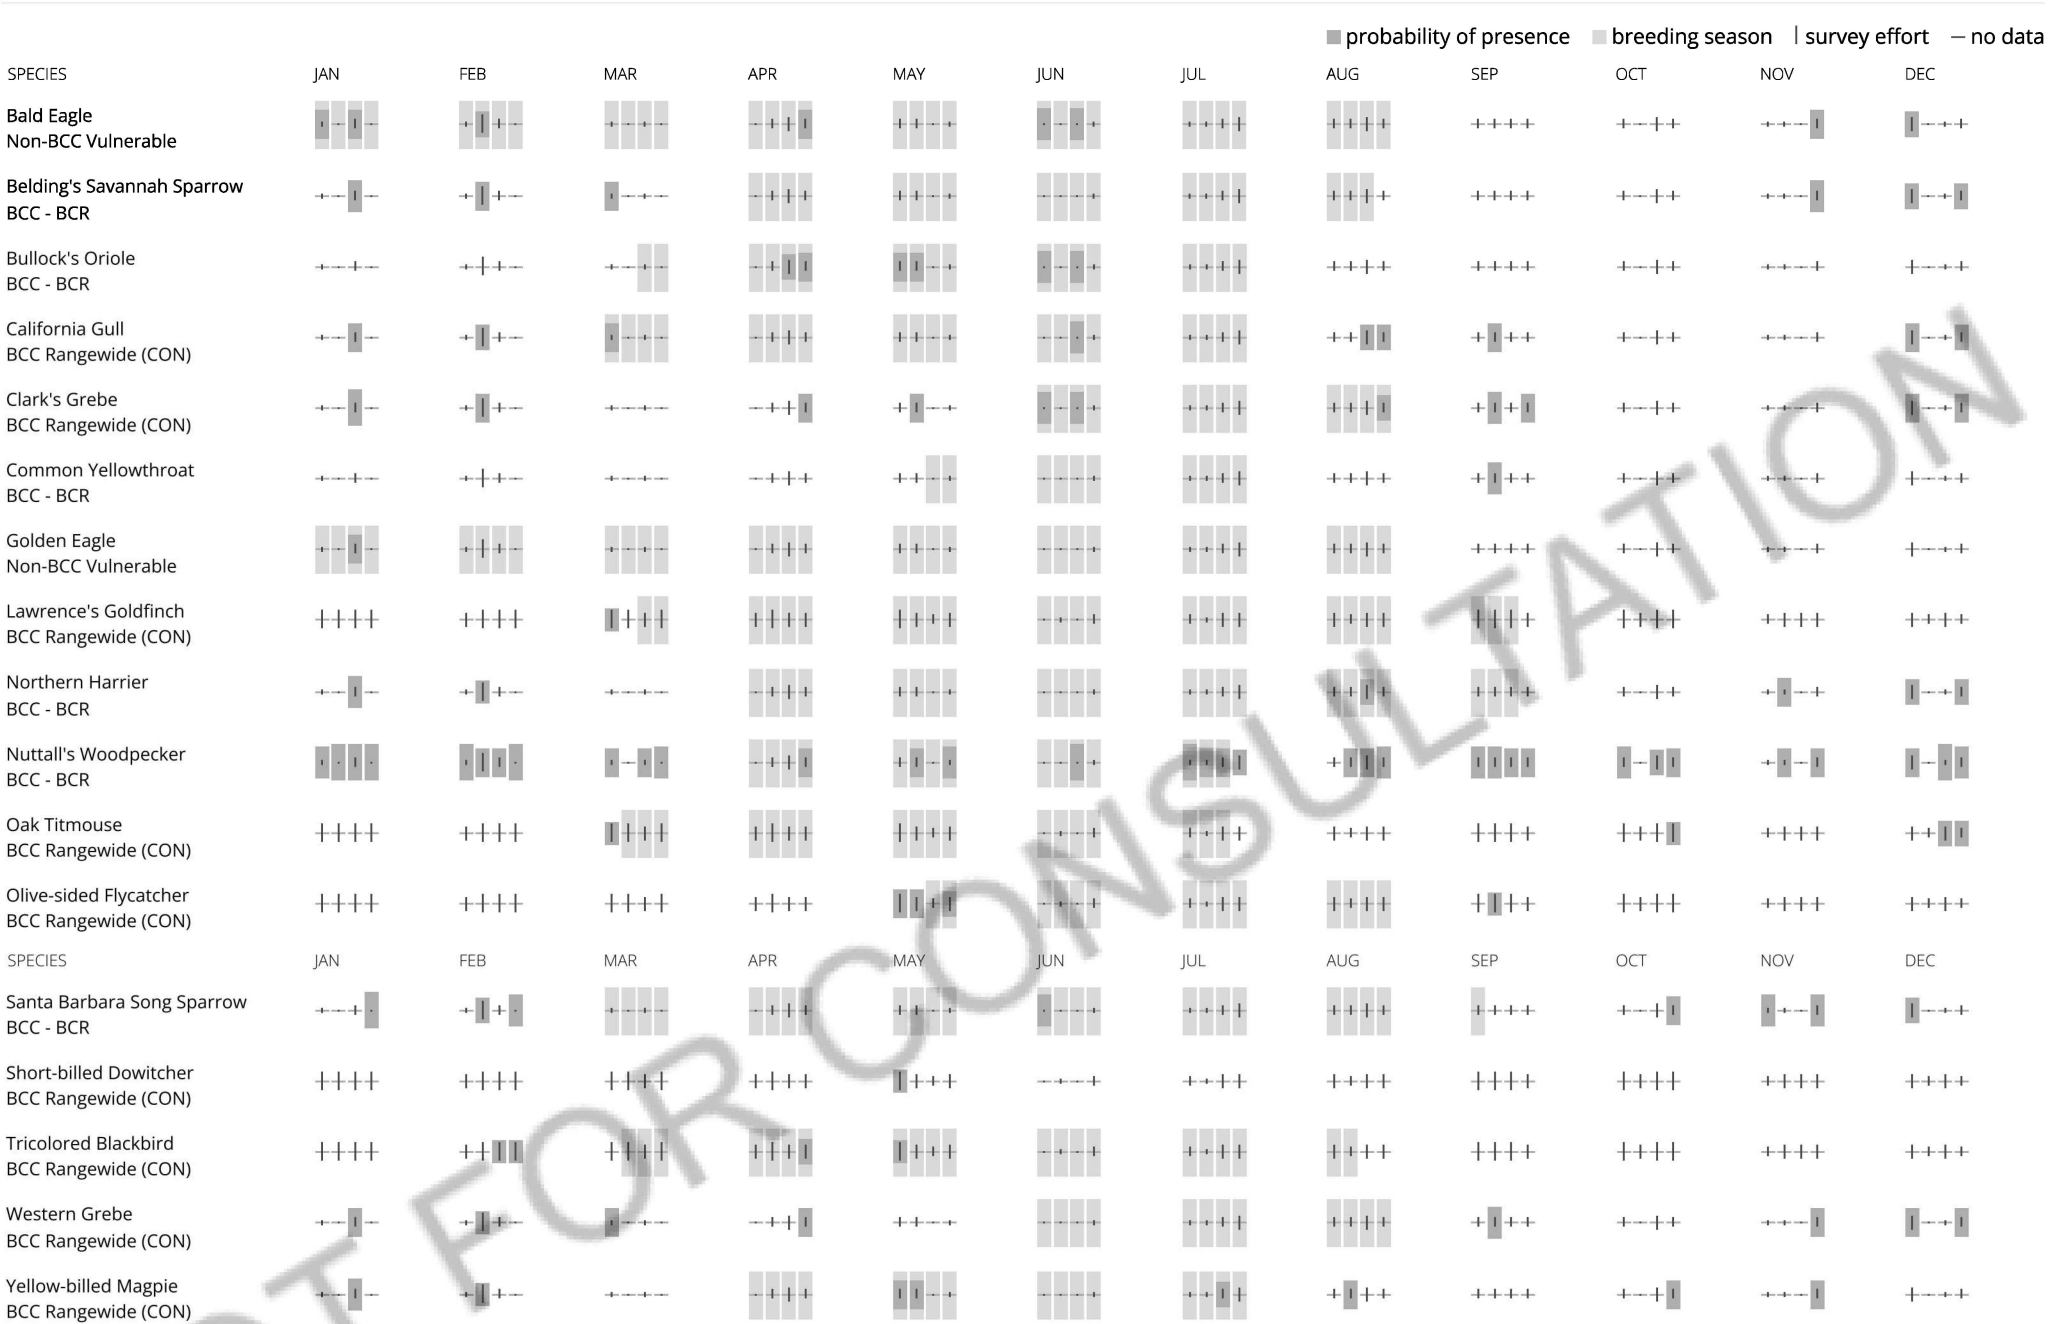 probability of presence breeding season survey effort no data
SPECIES JAN FEB MAR APR MAY JUN JUL AUG SEP OCT NOV DEC
Bald Eagle
Non-BCC Vulnerable
Belding's Savannah Sparrow
BCC - BCR
Bullock's Oriole
BCC - BCR
California Gull
BCC Rangewide (CON)
Clark's Grebe
BCC Rangewide (CON)
Common Yellowthroat
BCC - BCR
Golden Eagle
Non-BCC Vulnerable
Lawrence's Goldfinch
BCC Rangewide (CON)
Northern Harrier
BCC - BCR
Nuttall's Woodpecker
BCC - BCR
Oak Titmouse
BCC Rangewide (CON)
Olive-sided Flycatcher
BCC Rangewide (CON)
SPECIES JAN FEB MAR APR MAY JUN JUL AUG SEP OCT NOV DEC
Santa Barbara Song Sparrow
BCC - BCR
Short-billed Dowitcher
BCC Rangewide (CON)
Tricolored Blackbird
BCC Rangewide (CON)
Western Grebe
BCC Rangewide (CON)
Yellow-billed Magpie
BCC Rangewide (CON)
FOR CONSULTATION